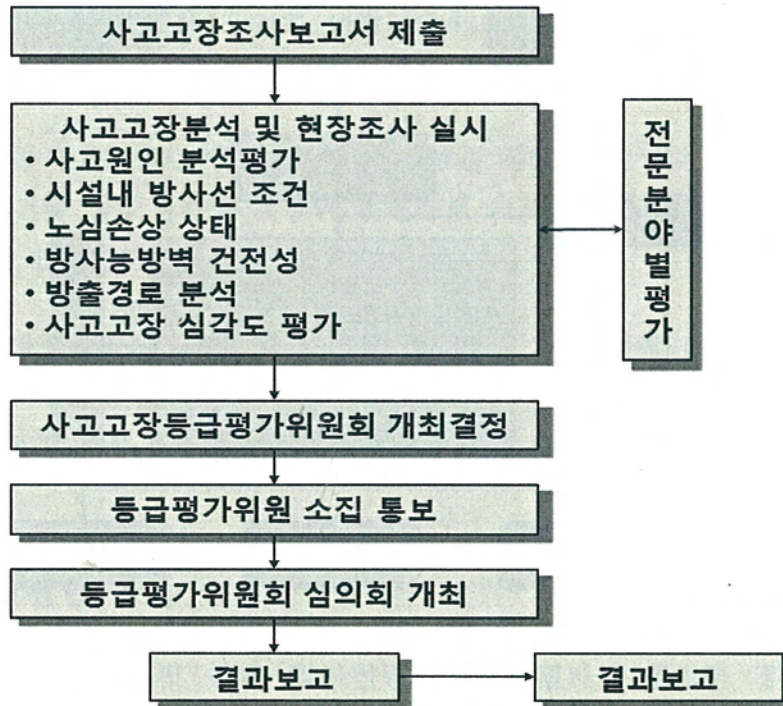 사고고장조사보고서 제출
사고고장분석 및 현장조사 실시
• 사고원인 분석평가
• 시설내 방사선 조건
• 노심손상 상태
• 방사능방벽 건전성
• 방출경로 분석
• 사고고장 심각도 평가
전문분야별평가
사고고장등급평가위원회 개최결정
등급평가위원 소집 통보
등급평가위원회 심의회 개최
결과보고
결과보고